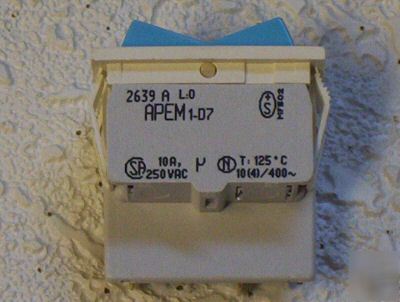 2639 A L:0
APEM 1-D7
10A,
250VAC
µ
N
T: 125°C
10(4)/400~
S